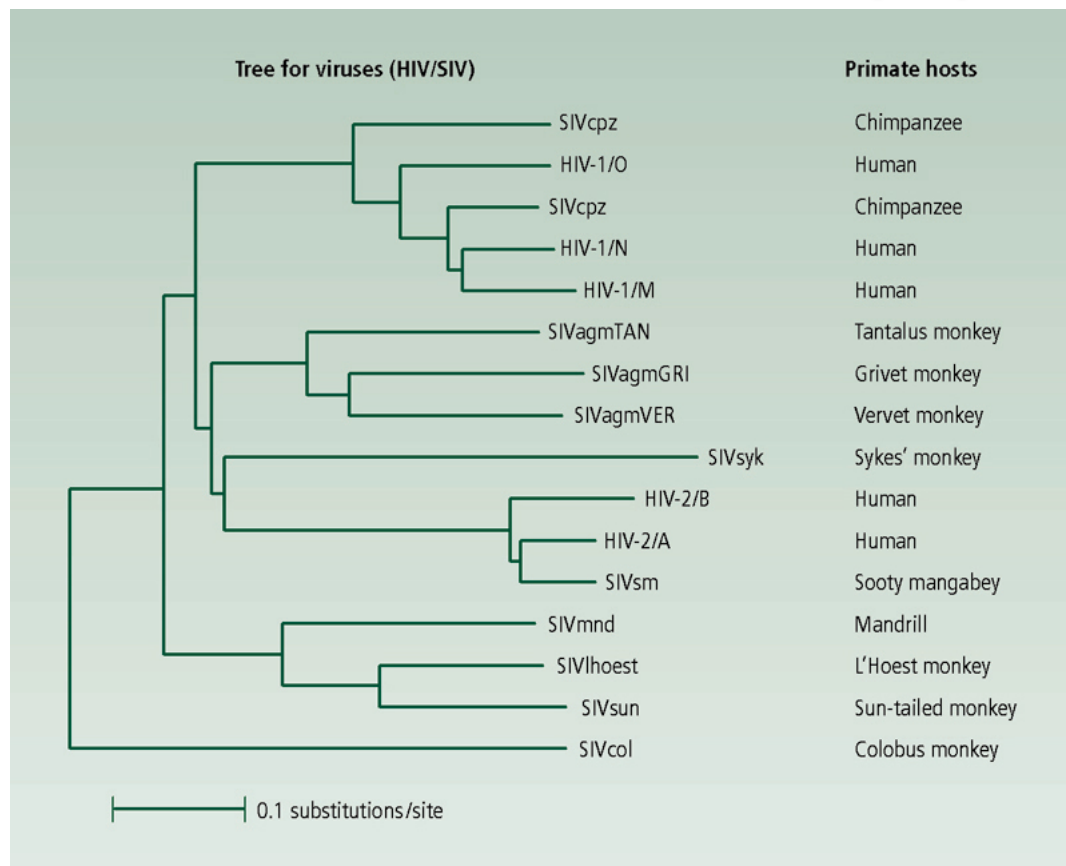 Tree for viruses (HIV/SIV) Primate hosts
SIVcpz Chimpanzee
HIV-1/O Human
SIVcpz Chimpanzee
HIV-1/N Human
HIV-1/M Human
SIVagmTAN Tantalus monkey
SIVagmGRI Grivet monkey
SIVagmVER Vervet monkey
SIVsyk Sykes' monkey
HIV-2/B Human
HIV-2/A Human
SIVsm Sooty mangabey
SIVmnd Mandrill
SIVlhoest L'Hoest monkey
SIVsun Sun-tailed monkey
SIVcol Colobus monkey
0.1 substitutions/site